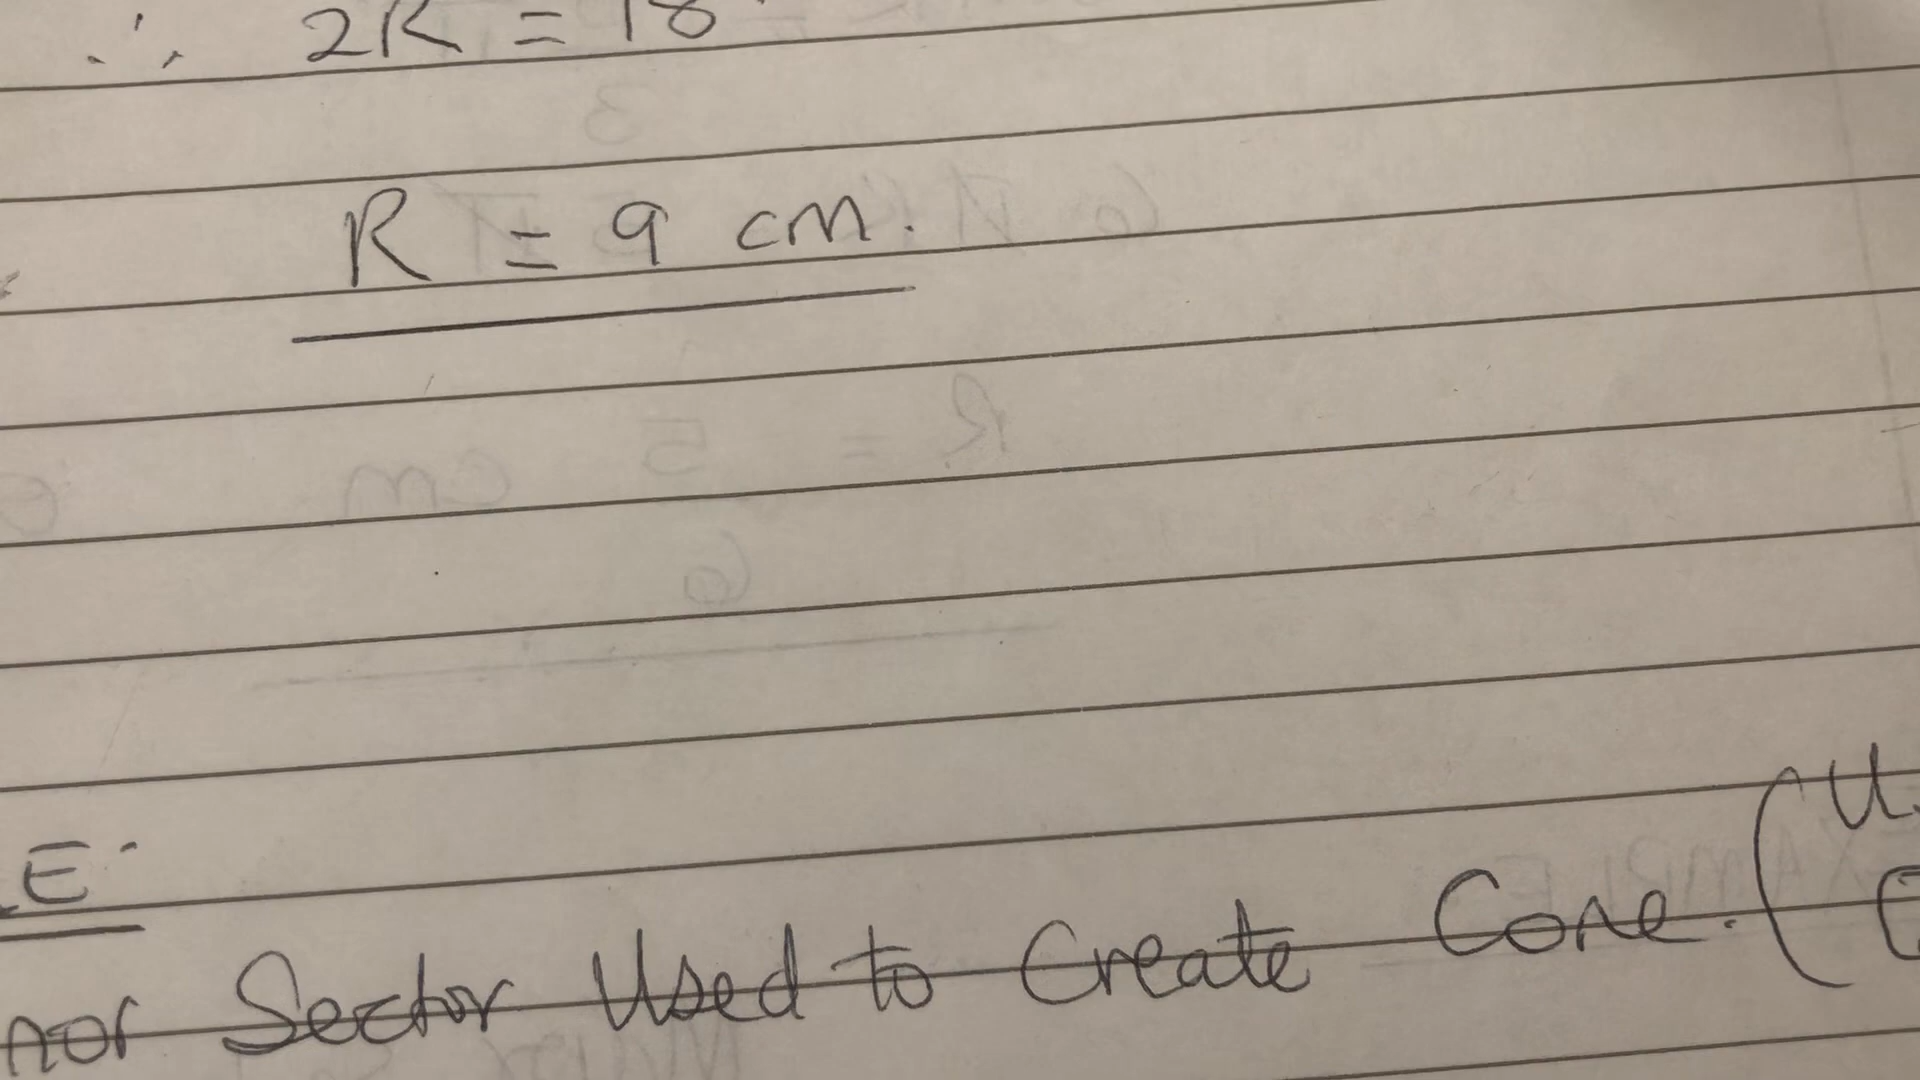 ∴ 2R = 18
R = 9 cm.
E.
nor Sector Used to Create Cone. (